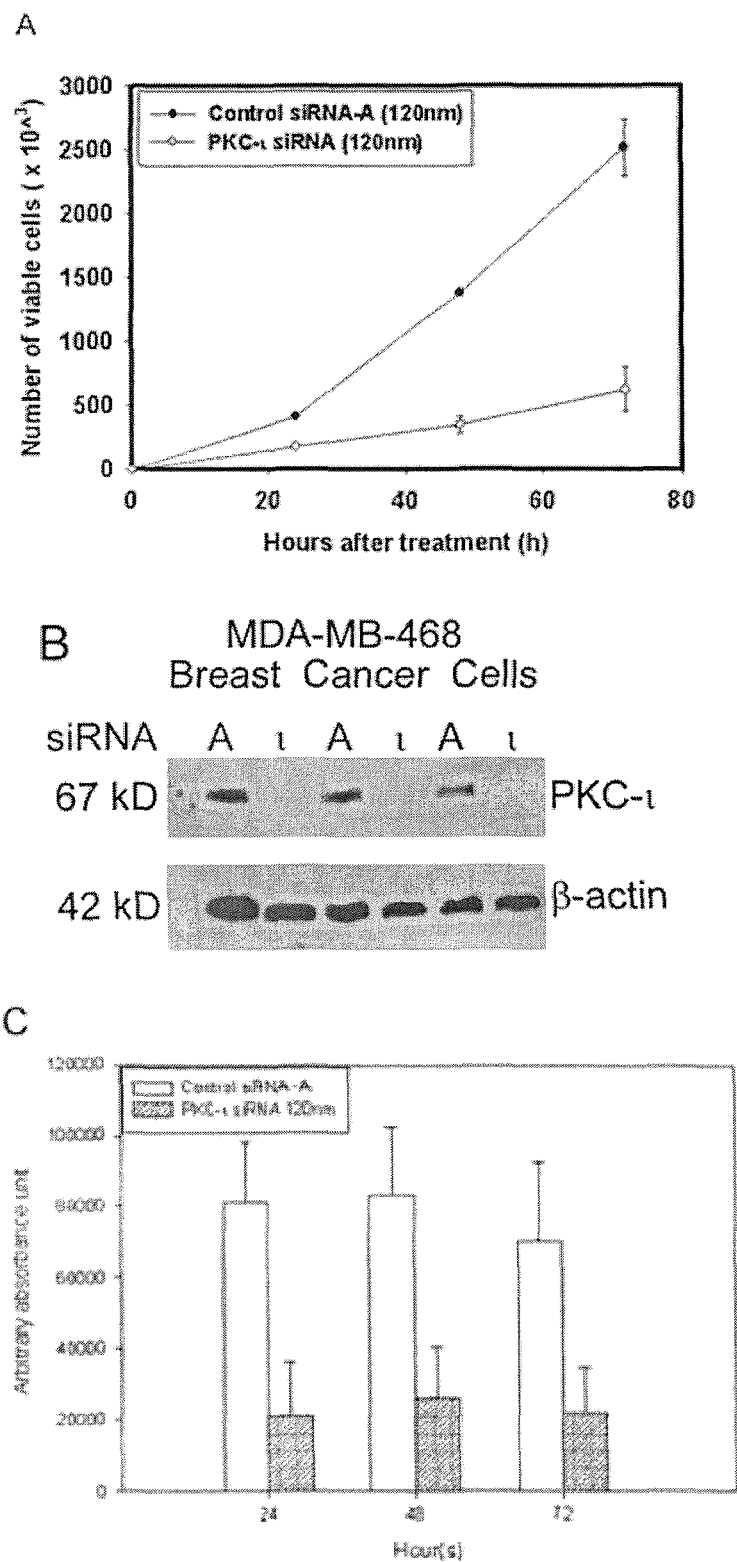 A
3000
2500
2000
1500
1000
500
0
Number of viable cells ( x 10^3)
Control siRNA-A (120nm)
PKC-ι siRNA (120nm)
0 20 40 60 80
Hours after treatment (h)
B
MDA-MB-468
Breast Cancer Cells
siRNA A ι A ι A ι
67 kD PKC-ι
42 kD β-actin
C
120000
100000
80000
60000
40000
20000
0
Arbitrary absorbance unit
Control siRNA-A
PKC-ι siRNA 120nm
24 48 72
Hour(s)